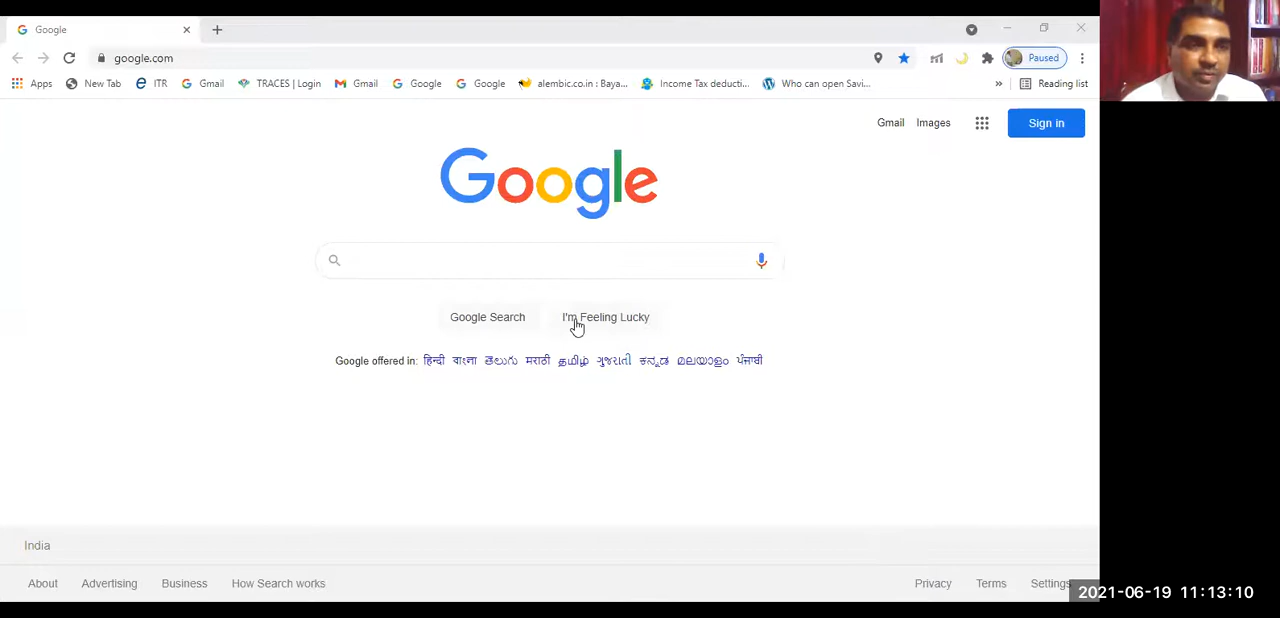 Google
google.com
Paused
Apps New Tab ITR Gmail TRACES | Login Gmail Google Google alembic.co.in : Baya... Income Tax deducti... Who can open Savi... » Reading list
Gmail Images Sign in
Google
Google Search I'm Feeling Lucky
Google offered in: हिन्दी বাংলা తెలుగు मराठी தமிழ் ગુજરાતી ಕನ್ನಡ മലയാളം ਪੰਜਾਬੀ
India
About Advertising Business How Search works Privacy Terms Settings
2021-06-19 11:13:10